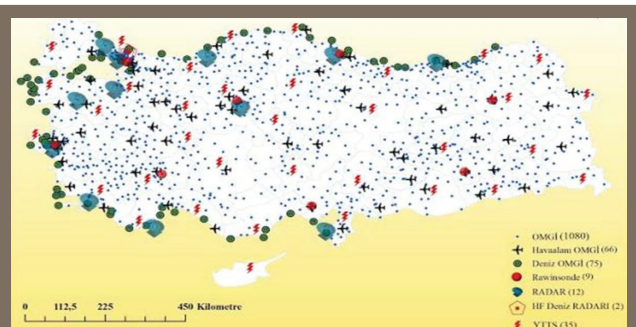 OMGİ (1080)
Havaalanı OMGİ (66)
Deniz OMGİ (75)
Rawinsonde (9)
RADAR (12)
HF Deniz RADARI (2)
YTTS (35)
0 112,5 225 450 Kilometre